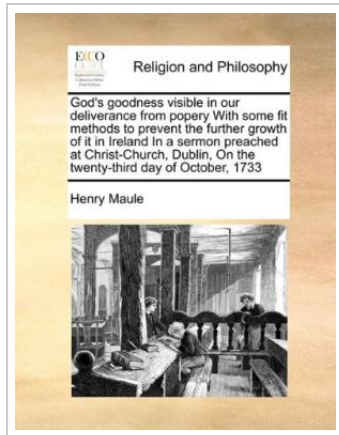 ECCO
Religion and Philosophy
God's goodness visible in our
deliverance from popery With some fit
methods to prevent the further growth
of it in Ireland In a sermon preached
at Christ-Church, Dublin, On the
twenty-third day of October, 1733
Henry Maule